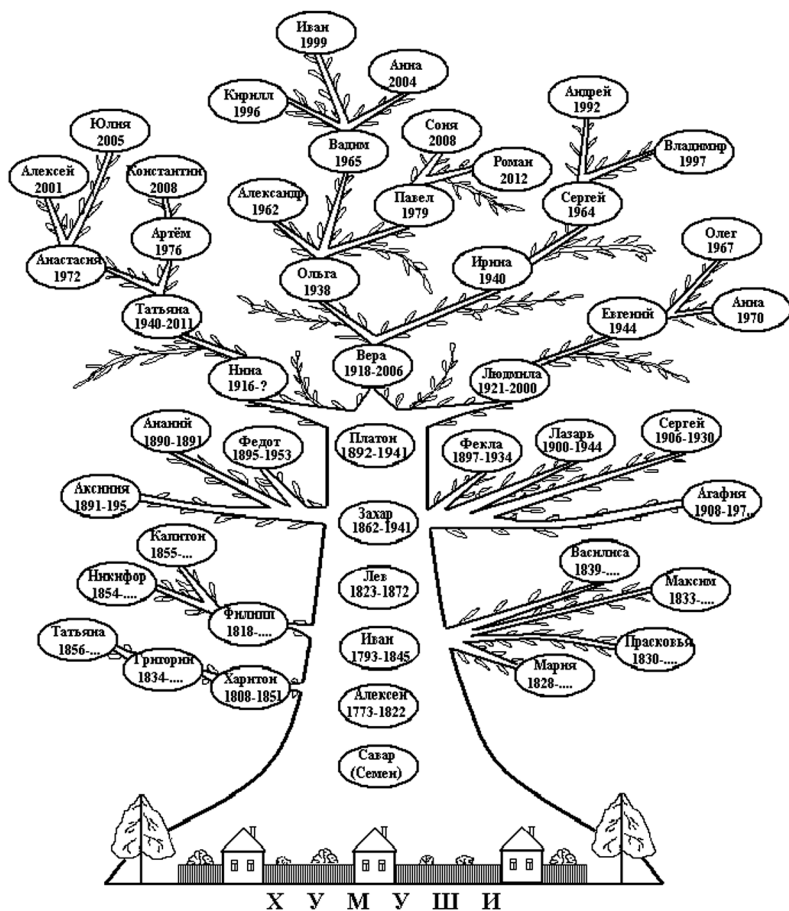 Иван
1999
Анна
2004
Кирилл
1996
Андрей
1992
Юлия
2005
Соня
2008
Вадим
1965
Владимир
1997
Роман
2012
Алексей
2001
Константин
2008
Александр
1962
Павел
1979
Сергей
1964
Артём
1976
Олег
1967
Анастасия
1972
Ольга
1938
Ирина
1940
Татьяна
1940-2011
Евгений
1944
Анна
1970
Нина
1916-?
Вера
1918-2006
Людмила
1921-2000
Ананий
1890-1891
Федот
1895-1953
Платон
1892-1941
Фекла
1897-1934
Лазарь
1900-1944
Сергей
1906-1930
Аксиния
1891-195..
Захар
1862-1941
Агафия
1908-197..
Капитон
1855-...
Василиса
1839-....
Никифор
1854-....
Лев
1823-1872
Максим
1833-....
Филипп
1818-....
Татьяна
1856-...
Иван
1793-1845
Прасковья
1830-....
Григорий
1834-....
Харитон
1808-1851
Мария
1828-....
Алексей
1773-1822
Савар
(Семен)
Х У М У Ш И